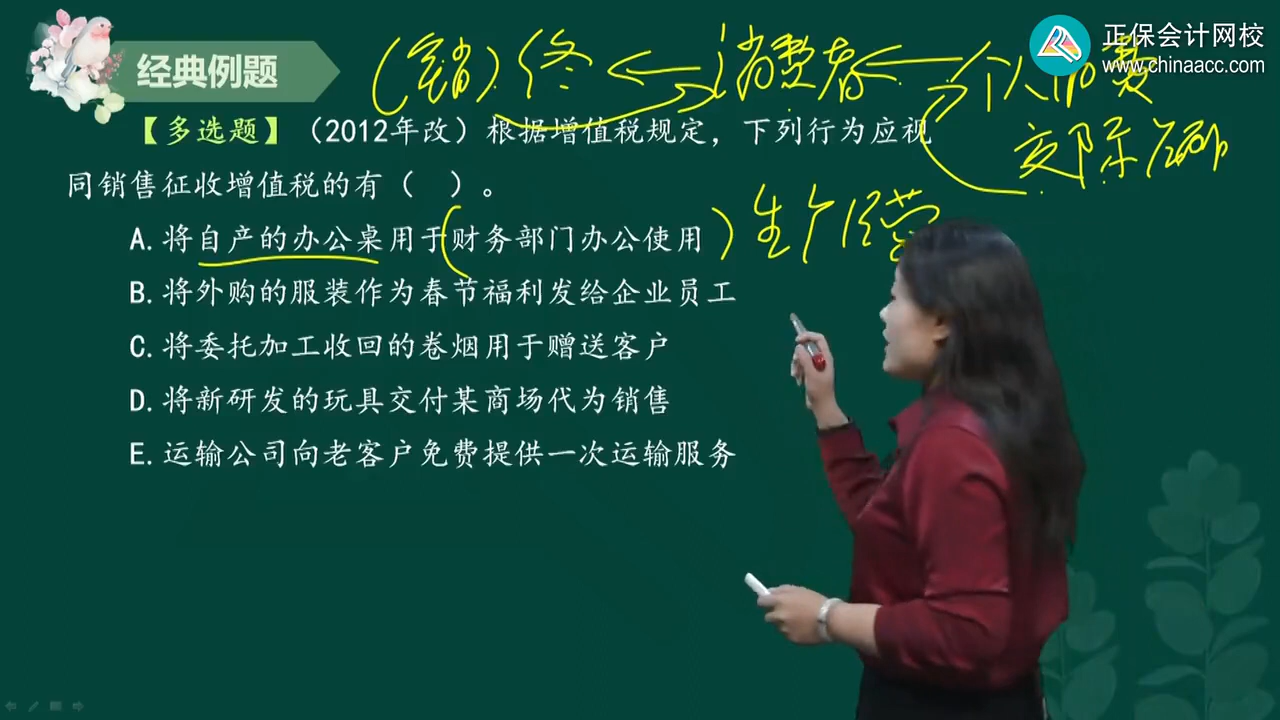 正保会计网校
www.chinaacc.com
经典例题
（销）终 消费者 个人消费
交际应酬
【多选题】（2012年改）根据增值税规定，下列行为应视
同销售征收增值税的有（ ）。
A.将自产的办公桌用于(财务部门办公使用) 生产经营
B.将外购的服装作为春节福利发给企业员工
C.将委托加工收回的卷烟用于赠送客户
D.将新研发的玩具交付某商场代为销售
E.运输公司向老客户免费提供一次运输服务